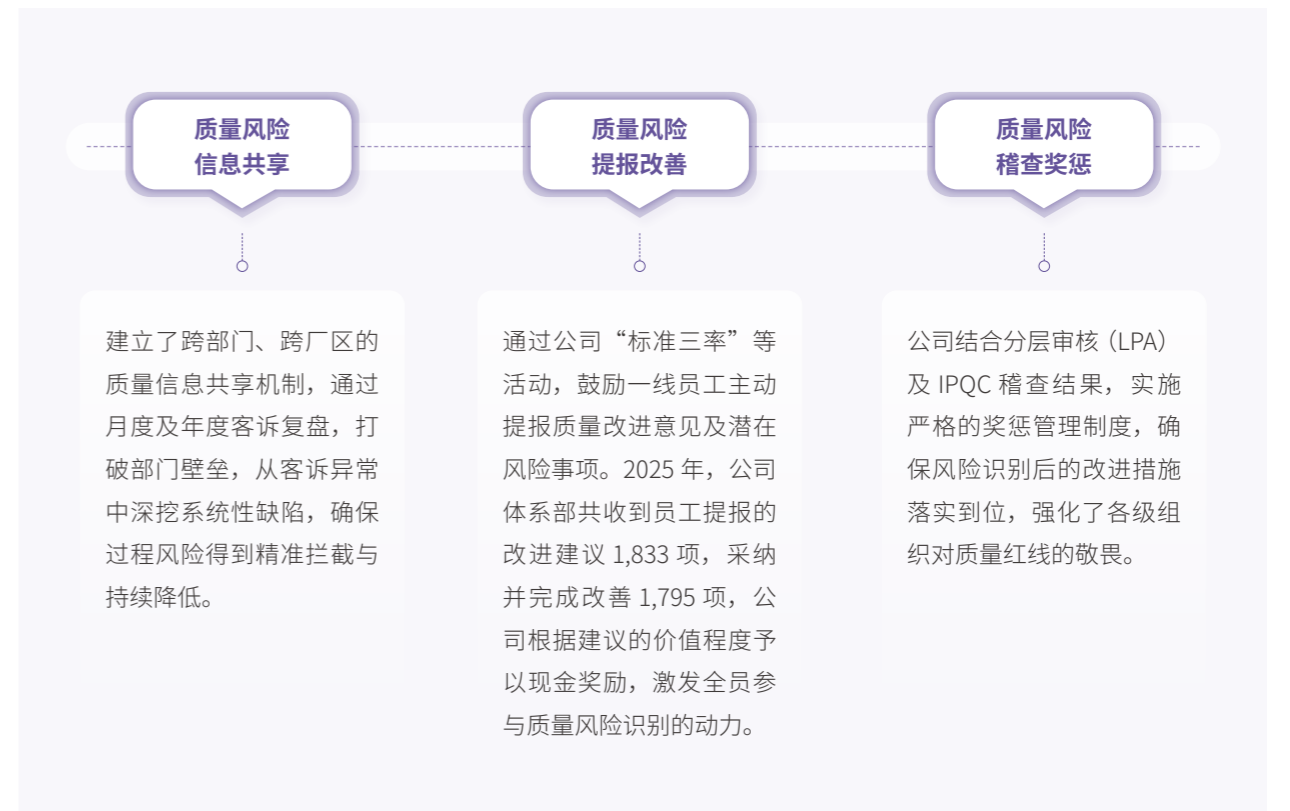 质量风险
信息共享
质量风险
提报改善
质量风险
稽查奖惩
建立了跨部门、跨厂区的
质量信息共享机制，通过
月度及年度客诉复盘，打
破部门壁垒，从客诉异常
中深挖系统性缺陷，确保
过程风险得到精准拦截与
持续降低。
通过公司“标准三率”等
活动，鼓励一线员工主动
提报质量改进意见及潜在
风险事项。2025 年，公司
体系部共收到员工提报的
改进建议 1,833 项，采纳
并完成改善 1,795 项，公
司根据建议的价值程度予
以现金奖励，激发全员参
与质量风险识别的动力。
公司结合分层审核（LPA）
及 IPQC 稽查结果，实施
严格的奖惩管理制度，确
保风险识别后的改进措施
落实到位，强化了各级组
织对质量红线的敬畏。